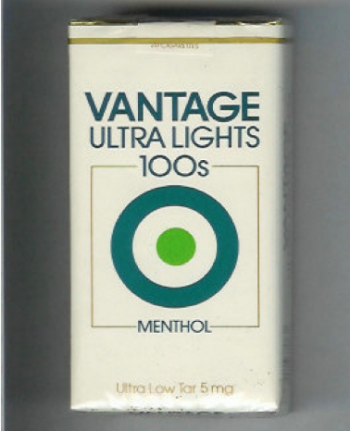 VANTAGE
ULTRA LIGHTS
100s
MENTHOL
Ultra Low Tar 5 mg